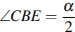 ∠CBE = α/2